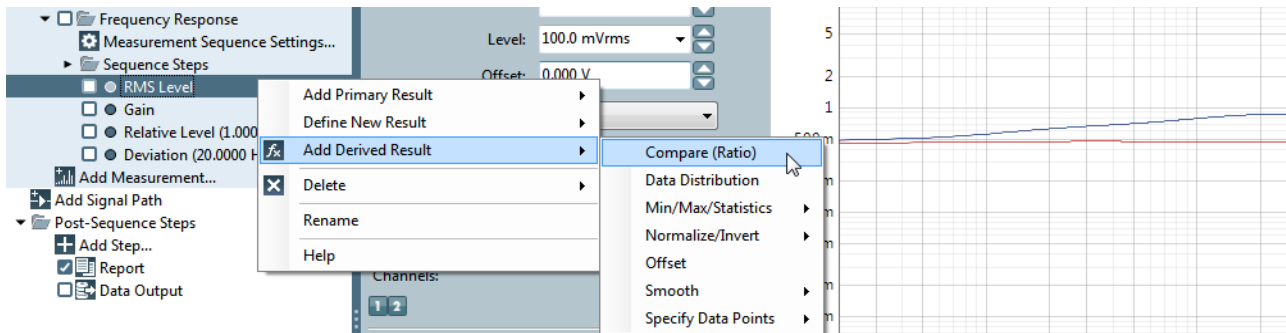 Frequency Response
Measurement Sequence Settings...
Sequence Steps
RMS Level
Gain
Relative Level (1.000
Deviation (20.0000 H
Add Measurement...
Add Signal Path
Post-Sequence Steps
Add Step...
Report
Data Output
Level: 100.0 mVrms
Offset: 0.000 V
Add Primary Result
Define New Result
Add Derived Result
Delete
Rename
Help
Channels:
1 2
Compare (Ratio)
Data Distribution
Min/Max/Statistics
Normalize/Invert
Offset
Smooth
Specify Data Points
5
2
1
500 m
m
m
m
m
m